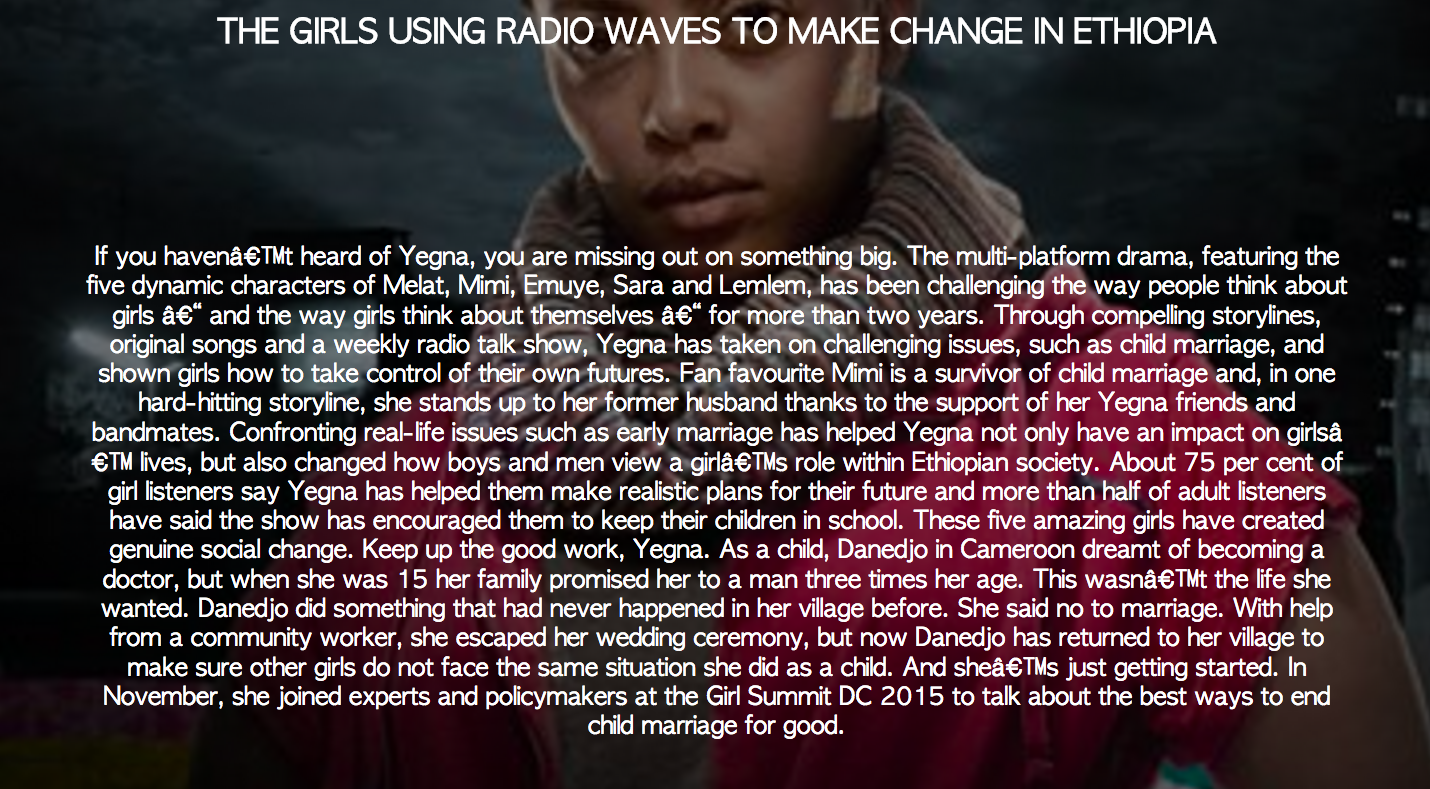 THE GIRLS USING RADIO WAVES TO MAKE CHANGE IN ETHIOPIA
If you havenâ€™t heard of Yegna, you are missing out on something big. The multi-platform drama, featuring the
five dynamic characters of Melat, Mimi, Emuye, Sara and Lemlem, has been challenging the way people think about
girls â€“ and the way girls think about themselves â€“ for more than two years. Through compelling storylines,
original songs and a weekly radio talk show, Yegna has taken on challenging issues, such as child marriage, and
shown girls how to take control of their own futures. Fan favourite Mimi is a survivor of child marriage and, in one
hard-hitting storyline, she stands up to her former husband thanks to the support of her Yegna friends and
bandmates. Confronting real-life issues such as early marriage has helped Yegna not only have an impact on girlsâ
€™ lives, but also changed how boys and men view a girlâ€™s role within Ethiopian society. About 75 per cent of
girl listeners say Yegna has helped them make realistic plans for their future and more than half of adult listeners
have said the show has encouraged them to keep their children in school. These five amazing girls have created
genuine social change. Keep up the good work, Yegna. As a child, Danedjo in Cameroon dreamt of becoming a
doctor, but when she was 15 her family promised her to a man three times her age. This wasnâ€™t the life she
wanted. Danedjo did something that had never happened in her village before. She said no to marriage. With help
from a community worker, she escaped her wedding ceremony, but now Danedjo has returned to her village to
make sure other girls do not face the same situation she did as a child. And sheâ€™s just getting started. In
November, she joined experts and policymakers at the Girl Summit DC 2015 to talk about the best ways to end
child marriage for good.